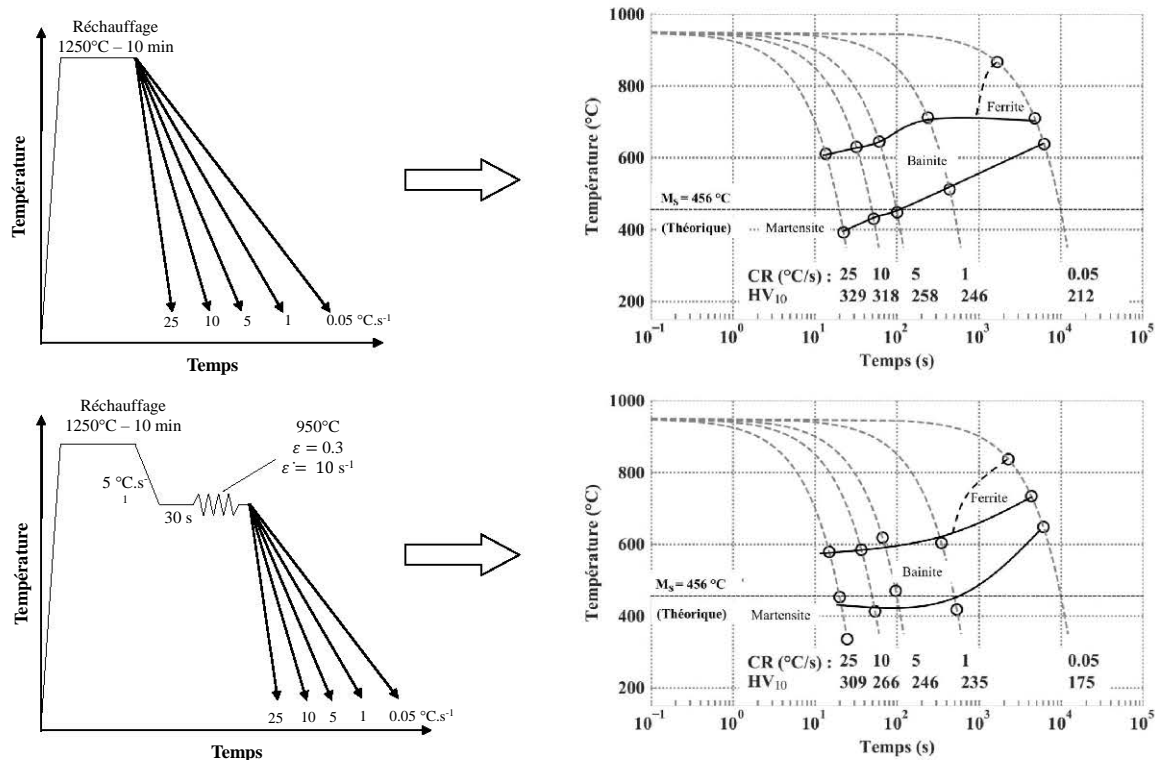 Réchauffage
1250°C – 10 min
Température
25
10
5
1
0.05 °C.s-1
Temps
1000
800
600
400
200
Température (°C)
Ferrite
Bainite
Ms = 456 °C
(Théorique)
Martensite
CR (°C/s) : 25 10 5 1 0.05
HV10 329 318 258 246 212
10-1 100 101 102 103 104 105
Temps (s)
Réchauffage
1250°C – 10 min
950°C
ε = 0.3
ε̇ = 10 s-1
5 °C.s-
1
30 s
Température
25
10
5
1
0.05 °C.s-1
Temps
1000
800
600
400
200
Température (°C)
Ferrite
Bainite
Ms = 456 °C
(Théorique)
Martensite
CR (°C/s) : 25 10 5 1 0.05
HV10 309 266 246 235 175
10-1 100 101 102 103 104 105
Temps (s)